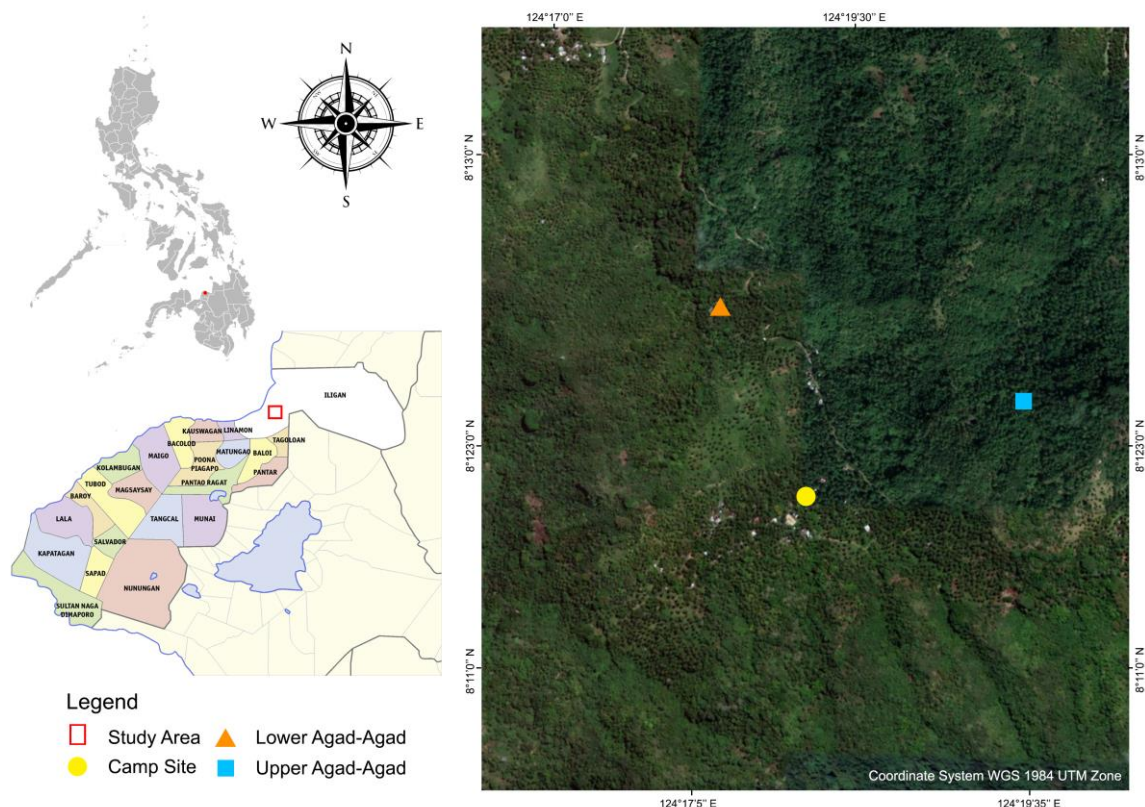 124°17'0" E
124°19'30" E
N
W
E
S
8°13'0" N
8°13'0" N
ILIGAN
LINAMON
KAUSWAGAN
BACOLOD
TAGOLOAN
MATUNGAO
BALOI
POONA
PIAGAPO
MAIGO
KOLAMBUGAN
PANTAR
PANTAO RAGAT
TUBOD
MAGSAYSAY
BAROY
LALA
TANGCAL
MUNAI
SALVADOR
KAPATAGAN
SAPAD
NUNUNGAN
SULTAN NAGA
DIMAPORO
8°123'0" N
8°123'0" N
8°11'0" N
8°11'0" N
Legend
Study Area
Lower Agad-Agad
Camp Site
Upper Agad-Agad
Coordinate System WGS 1984 UTM Zone
124°17'5" E
124°19'35" E